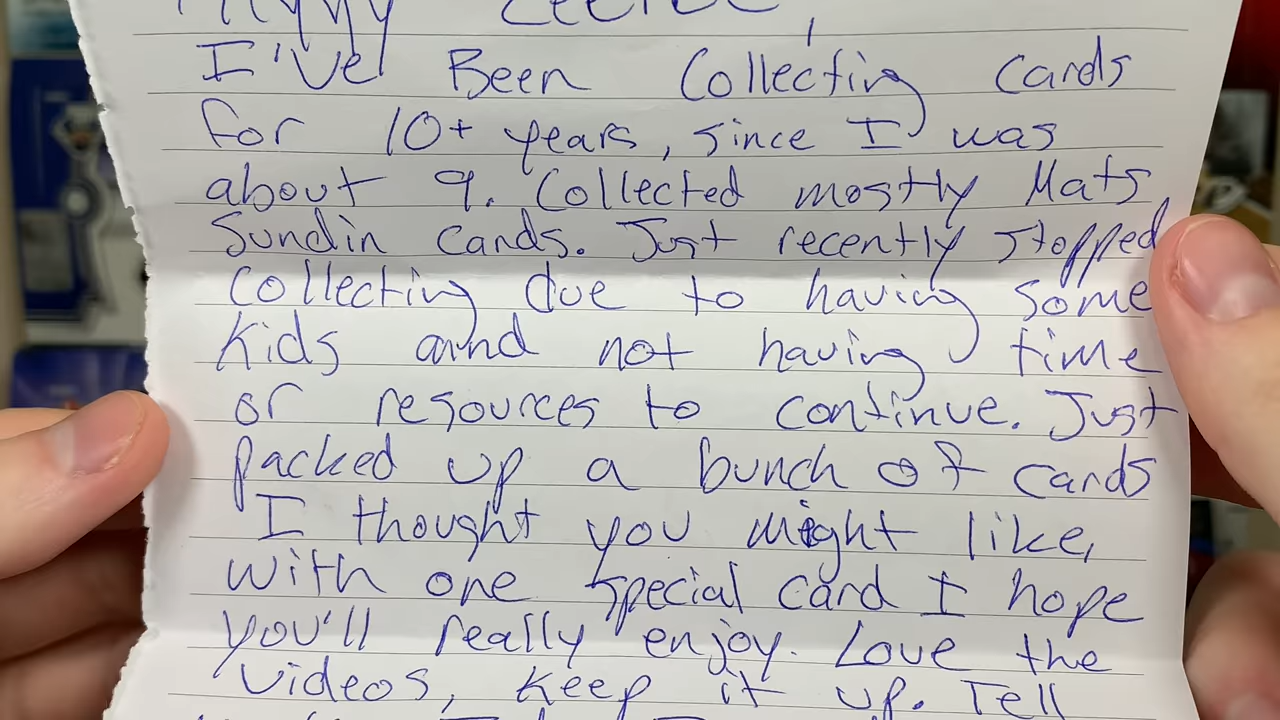 I've Been Collecting cards
for 10+ years, since I was
about 9. Collected mostly Mats
Sundin cards. Just recently stopped
collecting due to having some
kids and not having time
or resources to continue. Just
packed up a bunch of cards
I thought you might like,
with one special card I hope
you'll really enjoy. Love the
videos, keep it up. Tell